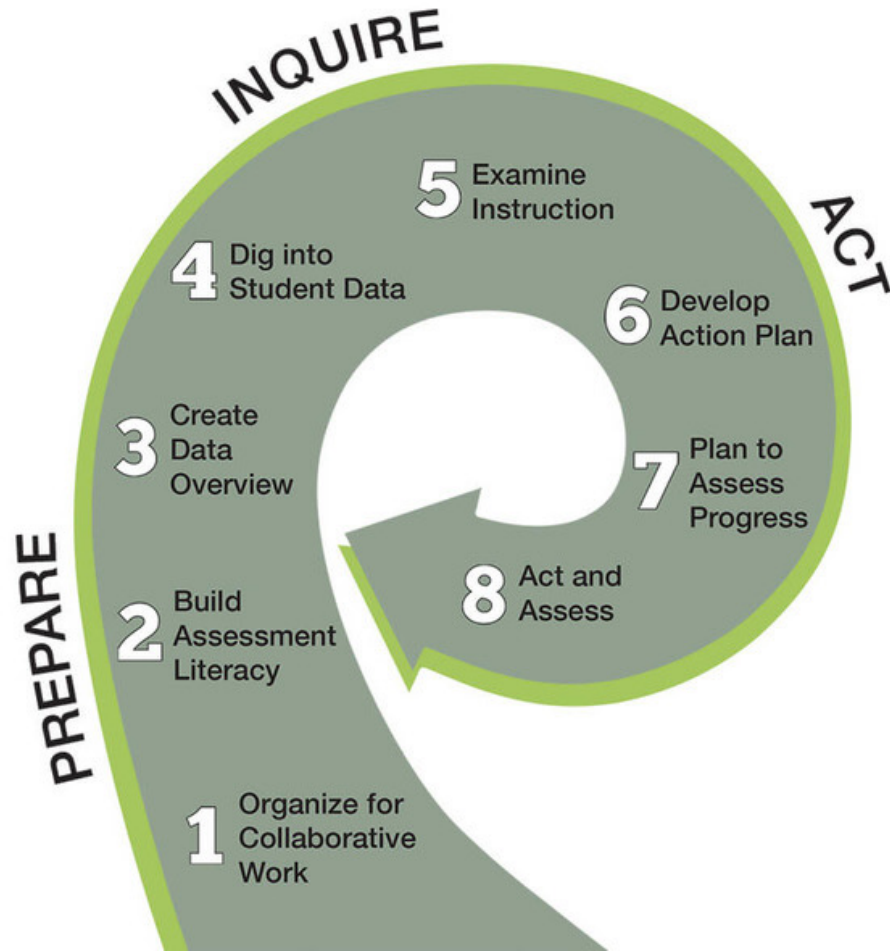 PREPARE
1 Organize for
Collaborative
Work
2 Build
Assessment
Literacy
INQUIRE
3 Create
Data
Overview
4 Dig into
Student Data
5 Examine
Instruction
ACT
6 Develop
Action Plan
7 Plan to
Assess
Progress
8 Act and
Assess